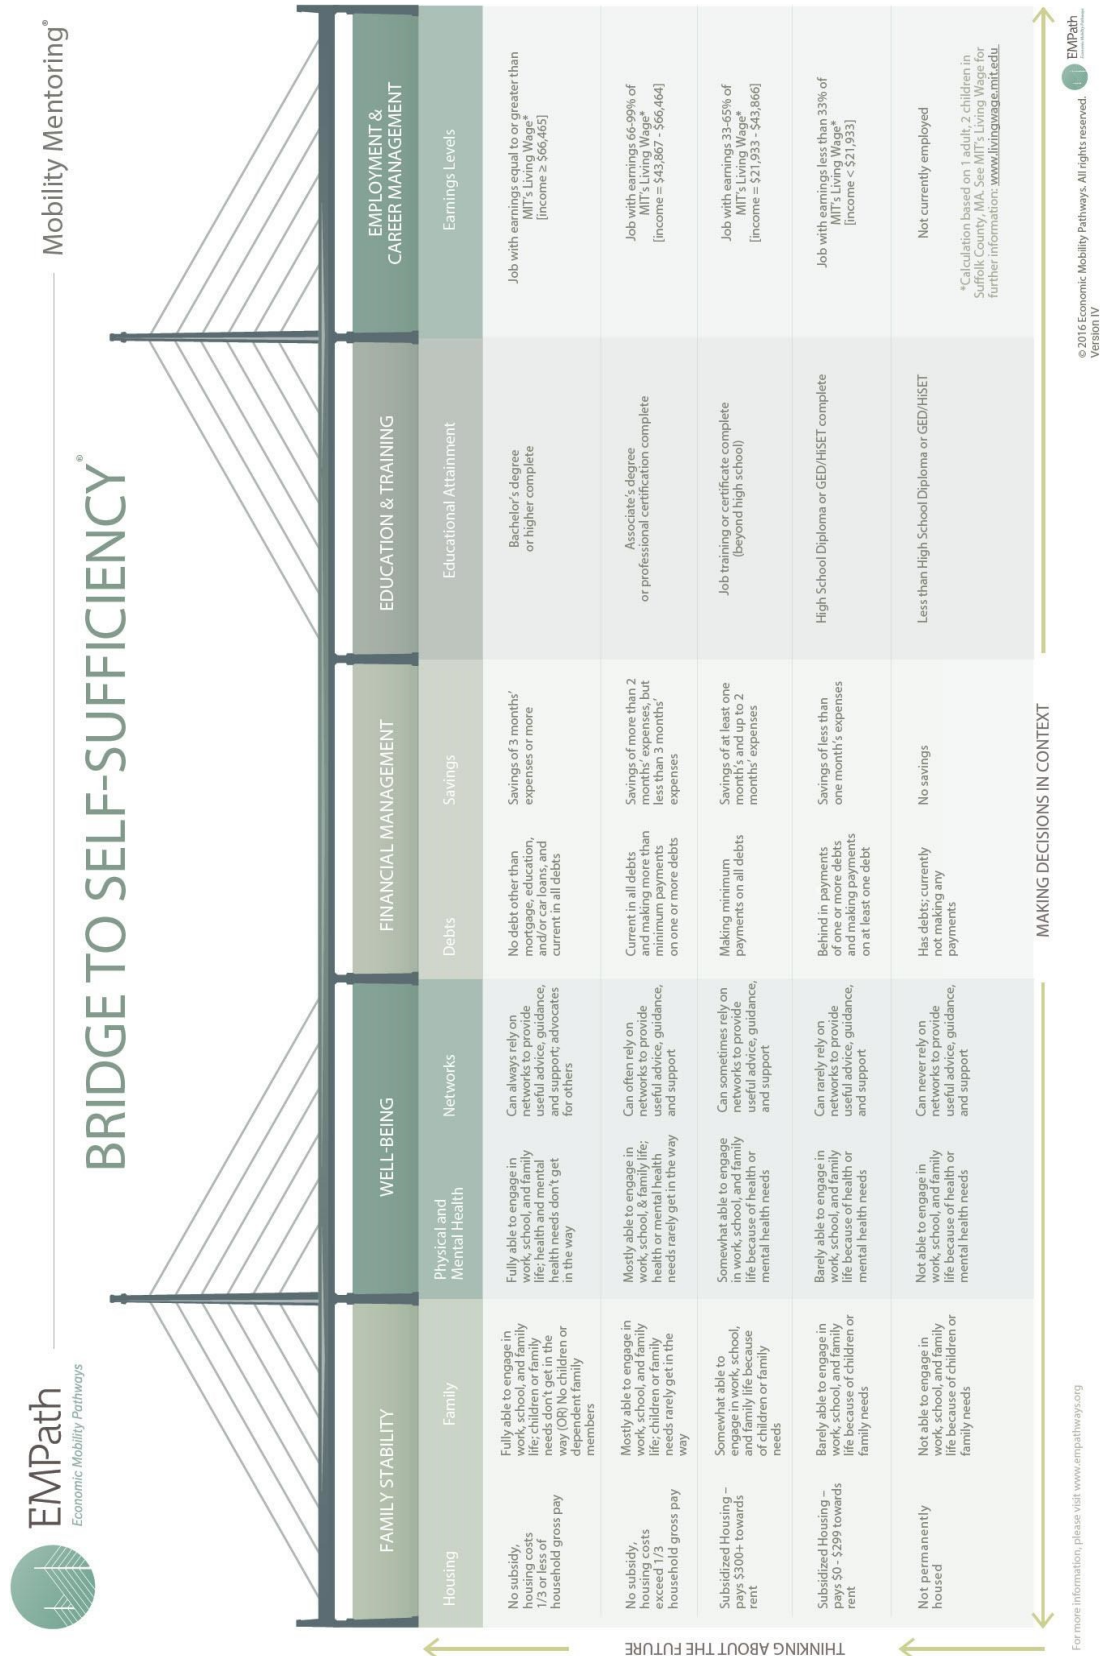 EMPath
Economic Mobility Pathways
Mobility Mentoring®
BRIDGE TO SELF-SUFFICIENCY®
FAMILY STABILITY
WELL-BEING
FINANCIAL MANAGEMENT
EDUCATION & TRAINING
EMPLOYMENT &
CAREER MANAGEMENT
Housing
Family
Physical and
Mental Health
Networks
Debts
Savings
Educational Attainment
Earnings Levels
No subsidy,
housing costs
1/3 or less of
household gross pay
Fully able to engage in
work, school, and family
life; children or family
needs don't get in the
way (OR) No children or
dependent family
members
Fully able to engage in
work, school, and family
life; health and mental
health needs don't get
in the way
Can always rely on
networks to provide
useful advice, guidance,
and support; advocates
for others
No debt other than
mortgage, education,
and/or car loans, and
current in all debts
Savings of 3 months'
expenses or more
Bachelor's degree
or higher complete
Job with earnings equal to or greater than
MIT's Living Wage*
[income ≥ $66,465]
No subsidy,
housing costs
exceed 1/3
household gross pay
Mostly able to engage in
work, school, and family
life; children or family
needs rarely get in the
way
Mostly able to engage in
work, school, & family life;
health or mental health
needs rarely get in the way
Can often rely on
networks to provide
useful advice, guidance,
and support
Current in all debts
and making more than
minimum payments
on one or more debts
Savings of more than 2
months' expenses, but
less than 3 months'
expenses
Associate's degree
or professional certification complete
Job with earnings 66-99% of
MIT's Living Wage*
[income = $43,867 - $66,464]
Subsidized Housing –
pays $300+ towards
rent
Somewhat able to
engage in work, school,
and family life because
of children or family
needs
Somewhat able to engage
in work, school, and family
life because of health or
mental health needs
Can sometimes rely on
networks to provide
useful advice, guidance,
and support
Making minimum
payments on all debts
Savings of at least one
month's and up to 2
months' expenses
Job training or certificate complete
(beyond high school)
Job with earnings 33-65% of
MIT's Living Wage*
[income = $21,933 - $43,866]
Subsidized Housing –
pays $0 - $299 towards
rent
Barely able to engage in
work, school, and family
life because of children or
family needs
Barely able to engage in
work, school, and family
life because of health or
mental health needs
Can rarely rely on
networks to provide
useful advice, guidance,
and support
Behind in payments
of one or more debts
and making payments
on at least one debt
Savings of less than
one month's expenses
High School Diploma or GED/HiSET complete
Job with earnings less than 33% of
MIT's Living Wage*
[income < $21,933]
Not permanently
housed
Not able to engage in
work, school, and family
life because of children or
family needs
Not able to engage in
work, school, and family
life because of health or
mental health needs
Can never rely on
networks to provide
useful advice, guidance,
and support
Has debts; currently
not making any
payments
No savings
Less than High School Diploma or GED/HiSET
Not currently employed
*Calculation based on 1 adult, 2 children in
Suffolk County, MA. See MIT's Living Wage for
further information: www.livingwage.mit.edu
THINKING ABOUT THE FUTURE
MAKING DECISIONS IN CONTEXT
For more information, please visit www.empathways.org
© 2016 Economic Mobility Pathways. All rights reserved.
Version IV
EMPath
Economic Mobility Pathways